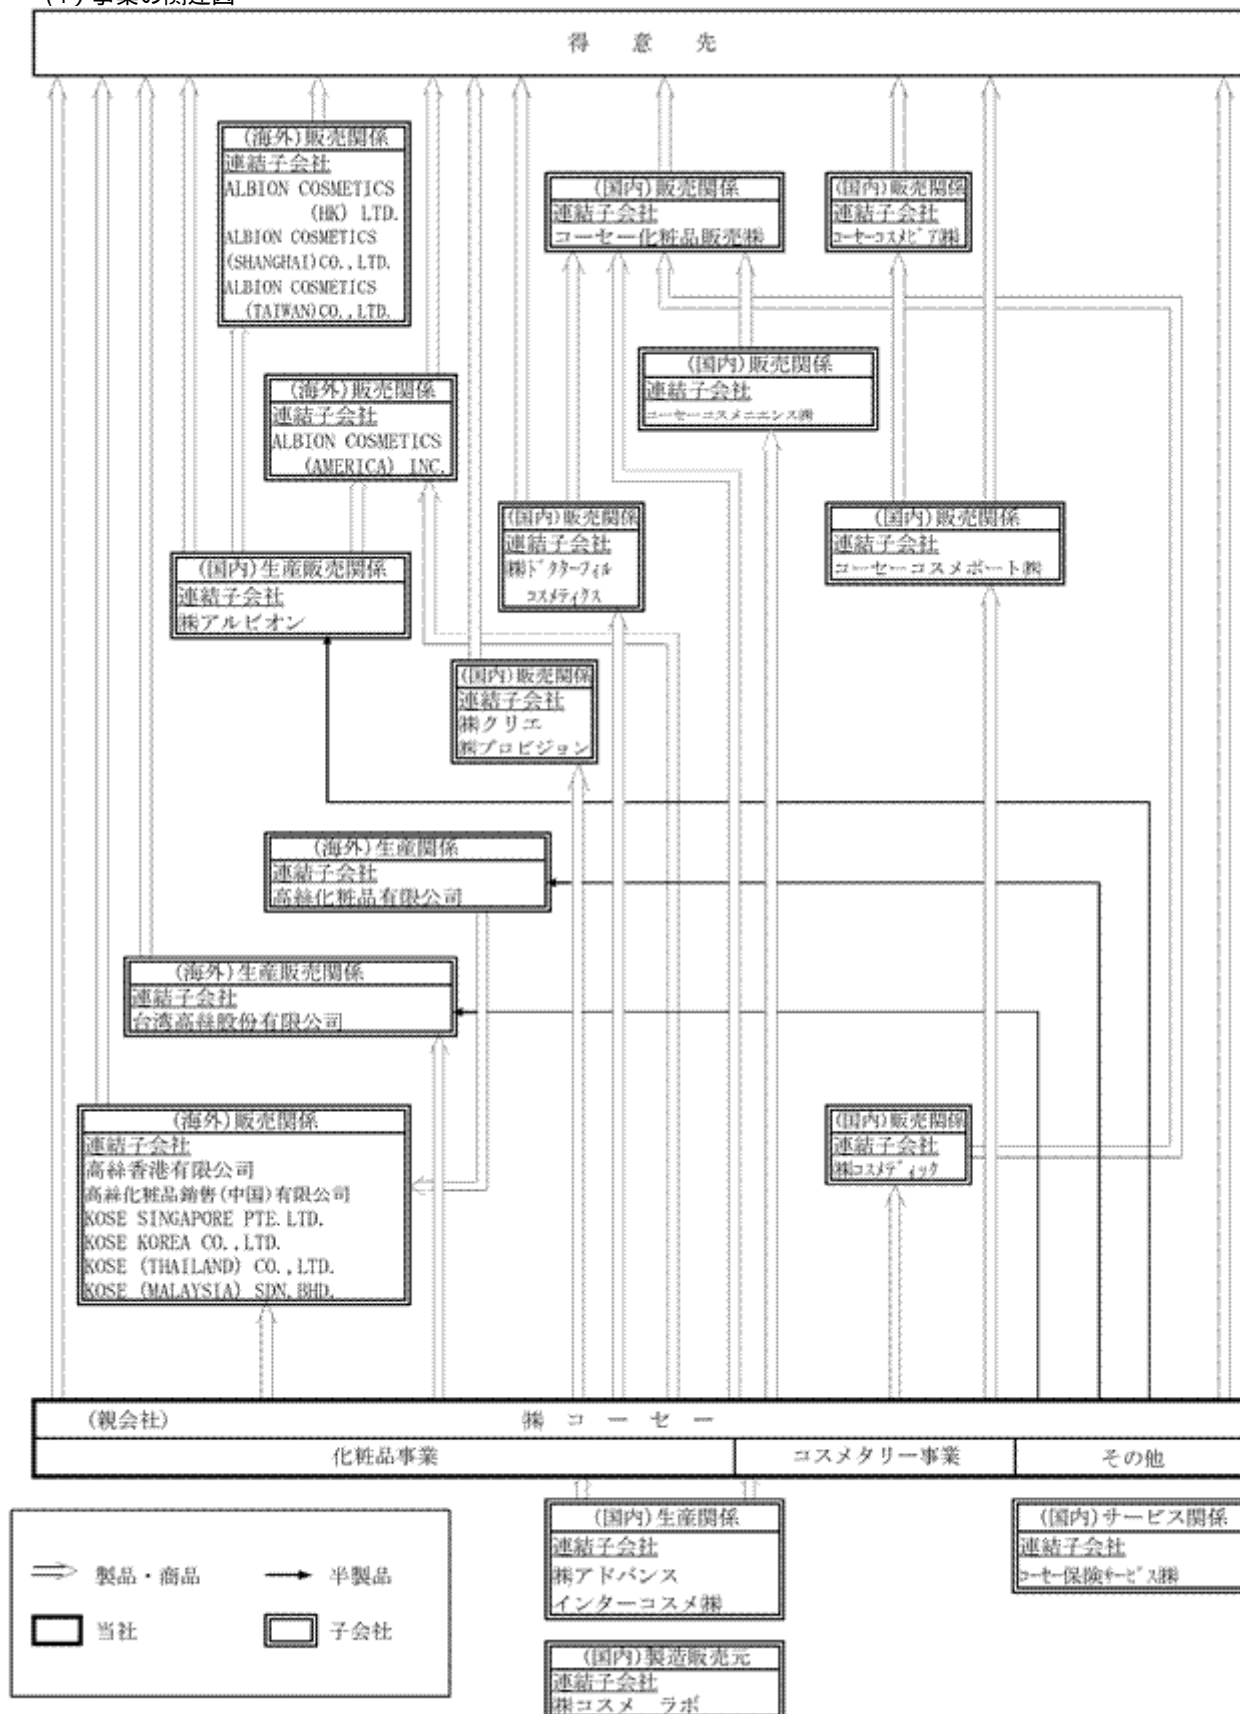 得意先
(海外)販売関係
連結子会社
ALBION COSMETICS
(HK) LTD.
ALBION COSMETICS
(SHANGHAI)CO.,LTD.
ALBION COSMETICS
(TAIWAN)CO.,LTD.
(国内)販売関係
連結子会社
コーセー化粧品販売㈱
(国内)販売関係
連結子会社
コーセーコスメピア㈱
(国内)販売関係
連結子会社
コーセーコスメニエンス㈱
(海外)販売関係
連結子会社
ALBION COSMETICS
(AMERICA) INC.
(国内)販売関係
連結子会社
㈱ドクターフィル
コスメティクス
(国内)販売関係
連結子会社
コーセーコスメポート㈱
(国内)生産販売関係
連結子会社
㈱アルビオン
(国内)販売関係
連結子会社
㈱クリエ
㈱プロビジョン
(海外)生産関係
連結子会社
高絲化粧品有限公司
(海外)生産販売関係
連結子会社
台湾高絲股份有限公司
(海外)販売関係
連結子会社
高絲香港有限公司
高絲化粧品銷售(中国)有限公司
KOSE SINGAPORE PTE.LTD.
KOSE KOREA CO.,LTD.
KOSE (THAILAND) CO.,LTD.
KOSE (MALAYSIA) SDN.BHD.
(国内)販売関係
連結子会社
㈱コスメディック
(親会社) ㈱コーセー
化粧品事業 コスメタリー事業 その他
(国内)生産関係
連結子会社
㈱アドバンス
インターコスメ㈱
(国内)サービス関係
連結子会社
コーセー保険サービス㈱
製品・商品 半製品
当社 子会社
(国内)製造販売元
連結子会社
㈱コスメ ラボ